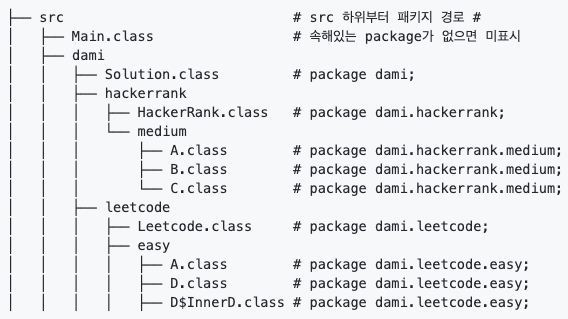 ├── src                            # src 하위부터 패키지 경로 #
│   ├── Main.class                 # 속해있는 package가 없으면 미표시
│   ├── dami
│   │   ├── Solution.class         # package dami;
│   │   ├── hackerrank
│   │   │   ├── HackerRank.class   # package dami.hackerrank;
│   │   │   └── medium
│   │   │       ├── A.class        # package dami.hackerrank.medium;
│   │   │       ├── B.class        # package dami.hackerrank.medium;
│   │   │       └── C.class        # package dami.hackerrank.medium;
│   │   ├── leetcode
│   │   │   ├── Leetcode.class     # package dami.leetcode;
│   │   │   ├── easy
│   │   │   │   ├── A.class        # package dami.leetcode.easy;
│   │   │   │   ├── D.class        # package dami.leetcode.easy;
│   │   │   │   ├── D$InnerD.class # package dami.leetcode.easy;